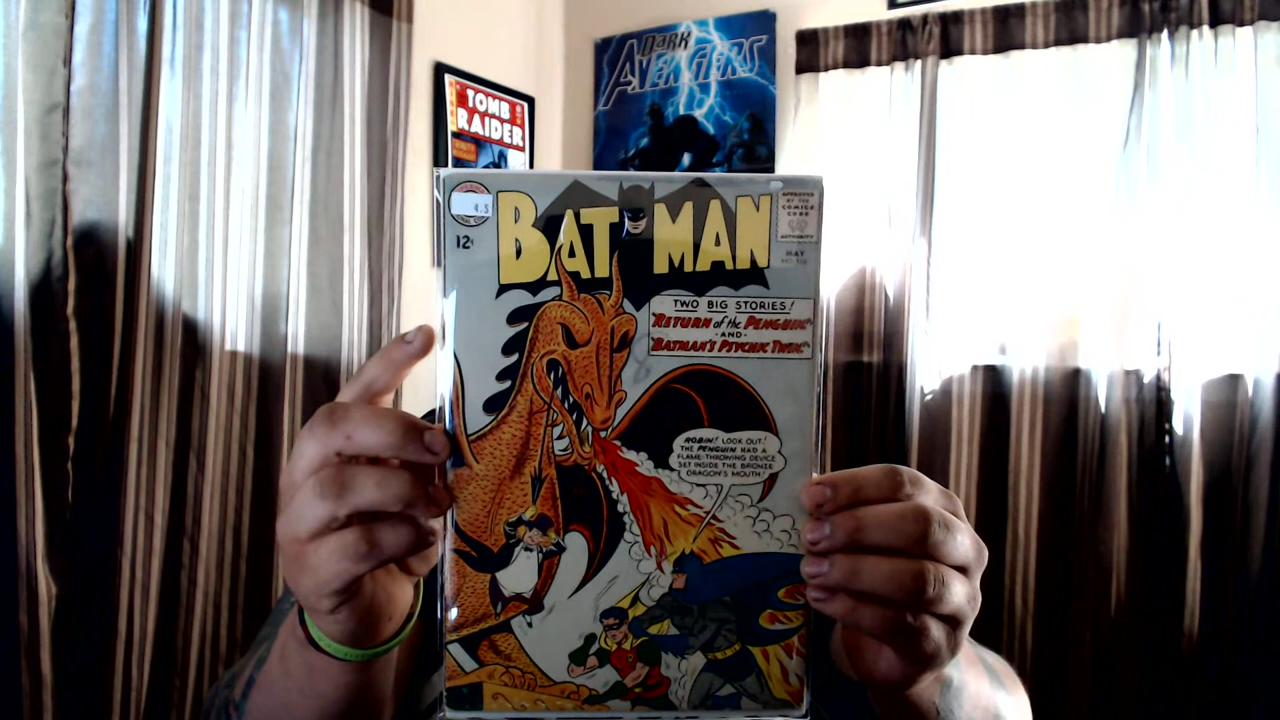 DARK
AVENGERS
TOMB
RAIDER
4.5
12¢
BATMAN
APPROVED
BY THE
COMICS
CODE
AUTHORITY
MAY
TWO BIG STORIES!
"RETURN of the PENGUIN"
-AND-
"BATMAN'S PSYCHIC TWIN"
ROBIN! LOOK OUT!
THE PENGUIN HAD A
FLAME-THROWING DEVICE
SET INSIDE THE BRONZE
DRAGON'S MOUTH!